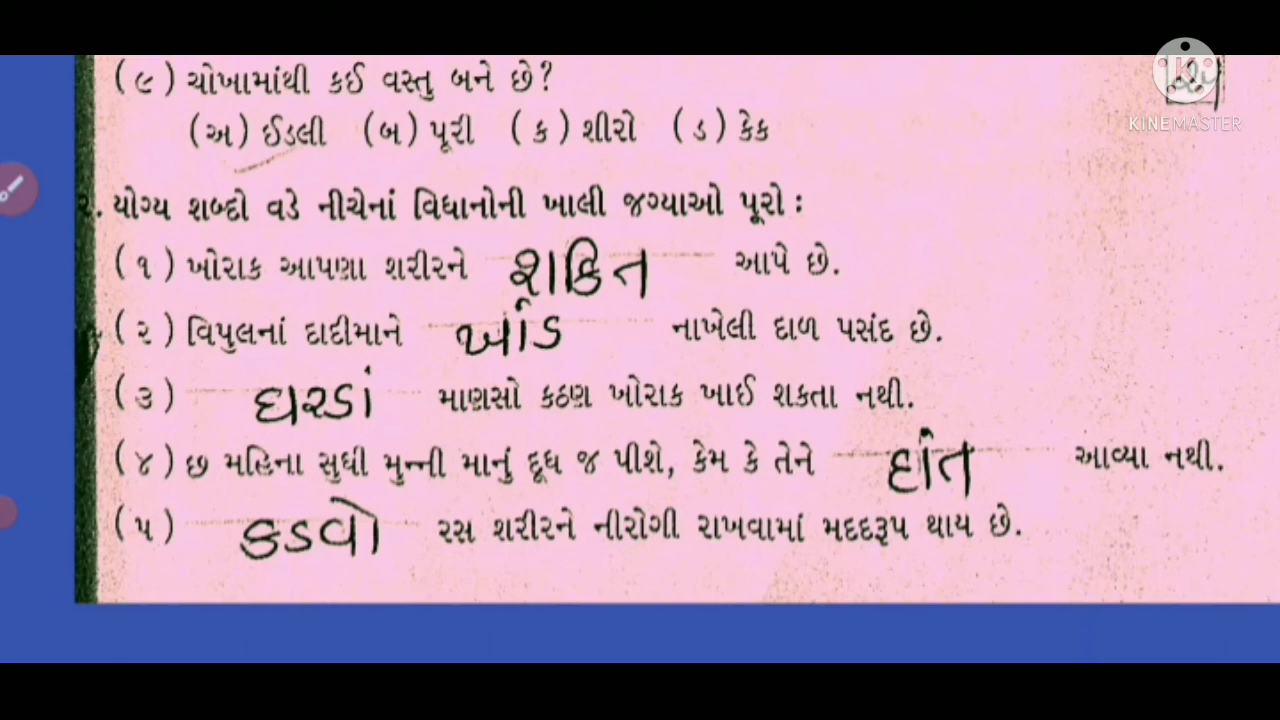 (૯) ચોખામાંથી કઈ વસ્તુ બને છે?
(અ) ઈડલી (બ) પૂરી (ક) શીરો (ડ) કેક
KINEMASTER
૨. યોગ્ય શબ્દો વડે નીચેનાં વિધાનોની ખાલી જગ્યાઓ પૂરો :
(૧) ખોરાક આપણા શરીરને શકિત આપે છે.
(૨) વિપુલનાં દાદીમાને ખાંડ નાખેલી દાળ પસંદ છે.
(૩) ઘરડાં માણસો કઠણ ખોરાક ખાઈ શકતા નથી.
(૪) છ મહિના સુધી મુન્ની માનું દૂધ જ પીશે, કેમ કે તેને દાંત આવ્યા નથી.
(૫) કડવો રસ શરીરને નીરોગી રાખવામાં મદદરૂપ થાય છે.